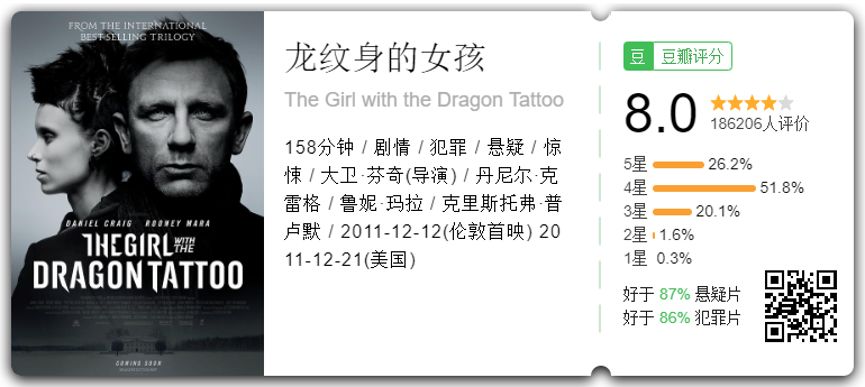 FROM THE INTERNATIONAL
BEST-SELLING TRILOGY
DANIEL CRAIG ROONEY MARA
THE GIRL WITH THE
DRAGON TATTOO
COMING SOON
龙纹身的女孩
The Girl with the Dragon Tattoo
158分钟 / 剧情 / 犯罪 / 悬疑 / 惊
悚 / 大卫·芬奇(导演) / 丹尼尔·克
雷格 / 鲁妮·玛拉 / 克里斯托弗·普
卢默 / 2011-12-12(伦敦首映) 20
11-12-21(美国)
豆 豆瓣评分
8.0
186206人评价
5星 26.2%
4星 51.8%
3星 20.1%
2星 1.6%
1星 0.3%
好于 87% 悬疑片
好于 86% 犯罪片